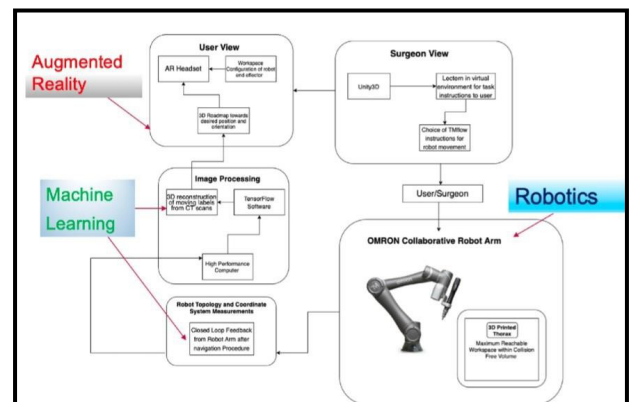 Augmented
Reality
User View
AR Headset
Workspace
Configuration of robot
end effector
3D Roadmap towards
desired position and
orientation
Surgeon View
Unity3D
Lectern in virtual
environment for task
instructions to user
Choice of TMflow
instructions for
robot movement
Machine
Learning
Image Processing
3D reconstruction
of moving labels
from CT scans
TensorFlow
Software
High Performance
Computer
User/Surgeon
Robotics
OMRON Collaborative Robot Arm
3D Printed
Thorax
Maximum Reachable
Workspace within Collision
Free Volume
Robot Topology and Coordinate
System Measurements
Closed Loop Feedback
from Robot Arm after
navigation Procedure